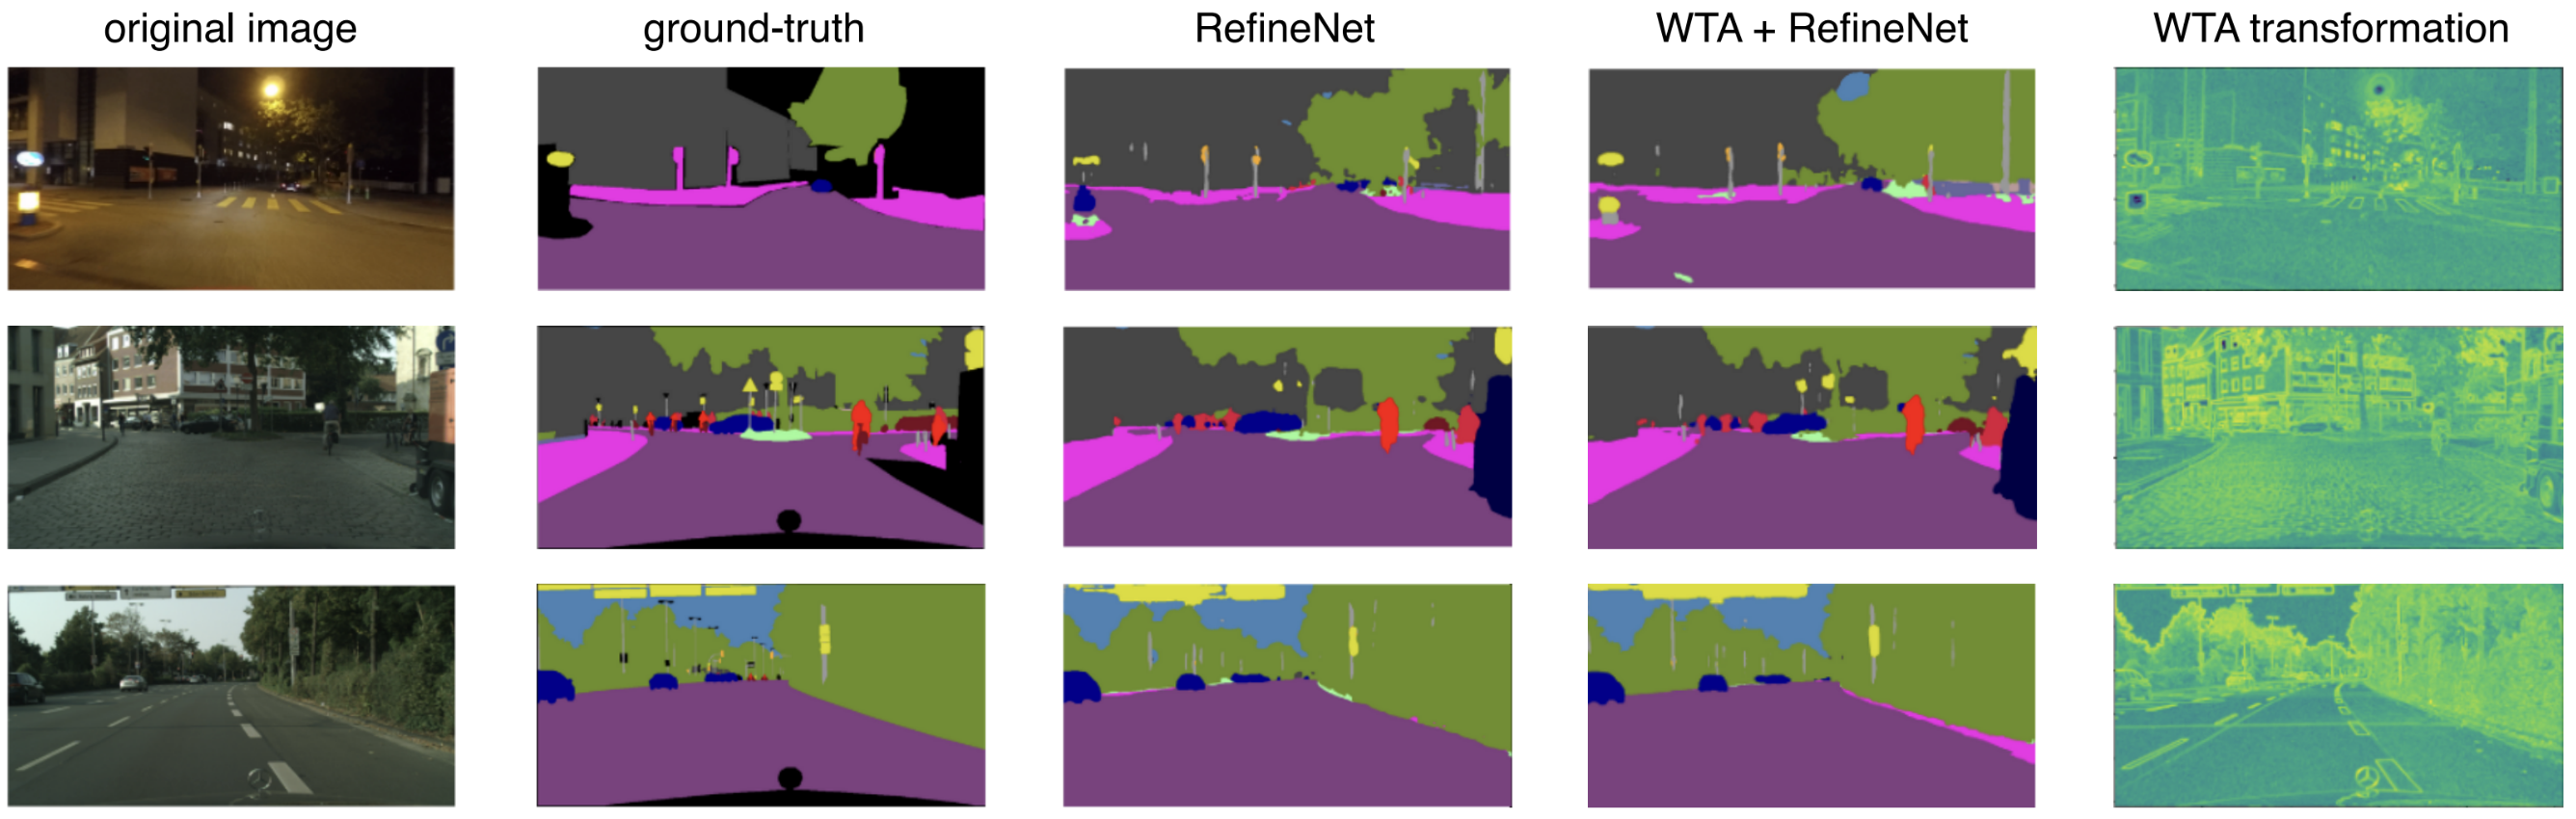 original image
ground-truth
RefineNet
WTA + RefineNet
WTA transformation